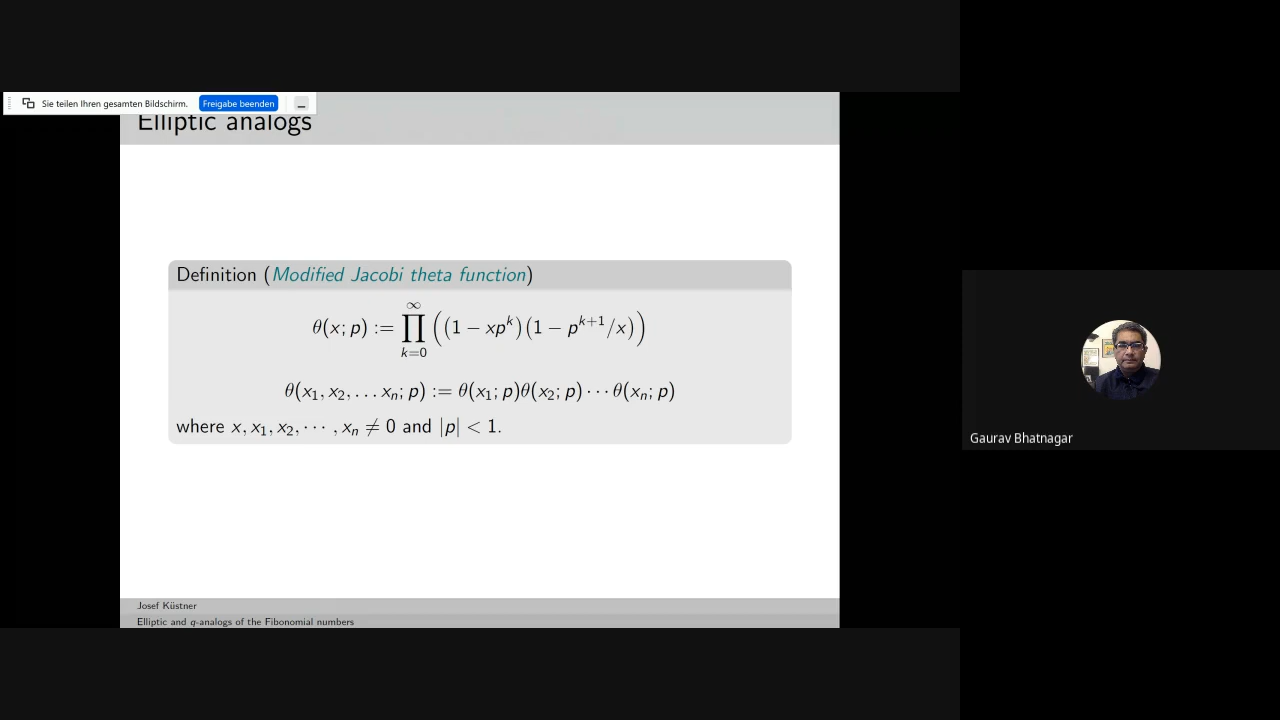 Sie teilen Ihren gesamten Bildschirm. Freigabe beenden
Elliptic analogs
Definition (Modified Jacobi theta function)
θ(x; p) := ∏_{k=0}^{∞} ((1 − xp^k)(1 − p^{k+1}/x))
θ(x_1, x_2, . . . x_n; p) := θ(x_1; p)θ(x_2; p) · · · θ(x_n; p)
where x, x_1, x_2, · · · , x_n ≠ 0 and |p| < 1.
Gaurav Bhatnagar
Josef Küstner
Elliptic and q-analogs of the Fibonomial numbers